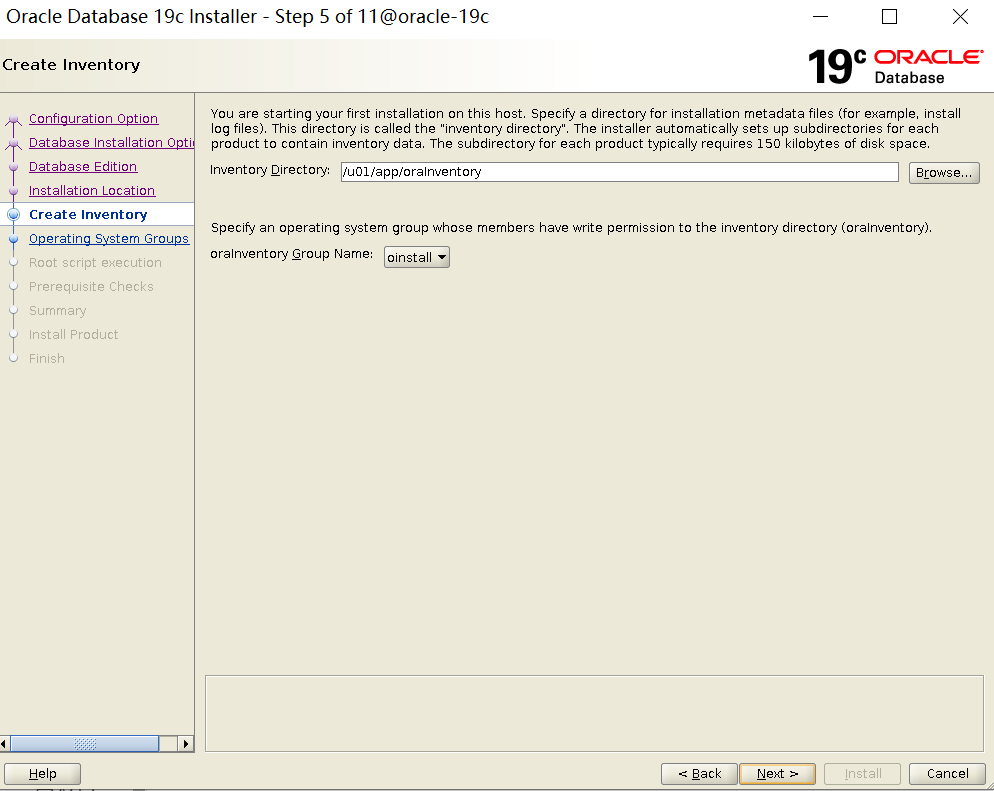 Oracle Database 19c Installer - Step 5 of 11@oracle-19c
Create Inventory
19c ORACLE
Database
Configuration Option
Database Installation Opti
Database Edition
Installation Location
Create Inventory
Operating System Groups
Root script execution
Prerequisite Checks
Summary
Install Product
Finish
You are starting your first installation on this host. Specify a directory for installation metadata files (for example, install
log files). This directory is called the "inventory directory". The installer automatically sets up subdirectories for each
product to contain inventory data. The subdirectory for each product typically requires 150 kilobytes of disk space.
Inventory Directory: /u01/app/oraInventory Browse...
Specify an operating system group whose members have write permission to the inventory directory (oraInventory).
oraInventory Group Name: oinstall
Help < Back Next > Install Cancel